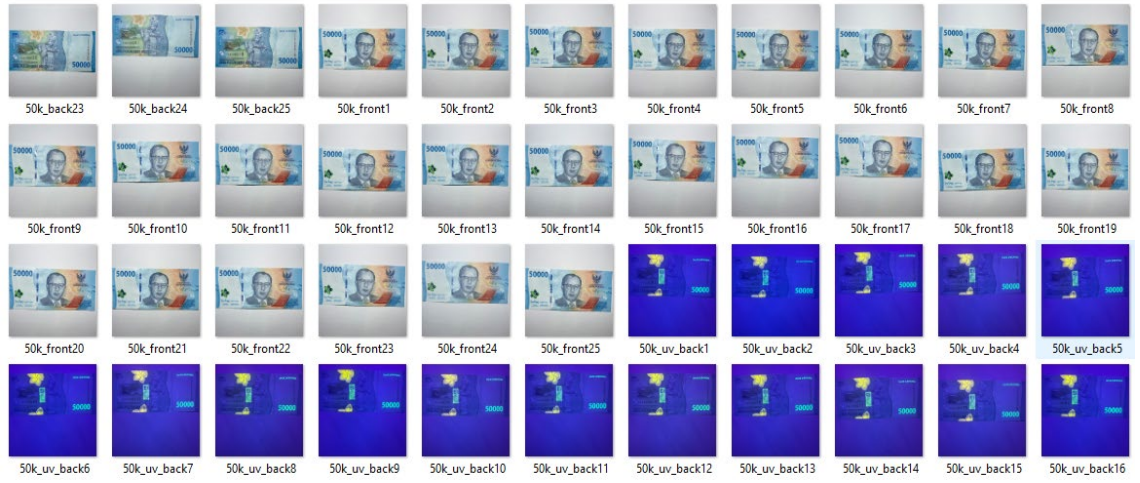 50k_back23 50k_back24 50k_back25 50k_front1 50k_front2 50k_front3 50k_front4 50k_front5 50k_front6 50k_front7 50k_front8
50k_front9 50k_front10 50k_front11 50k_front12 50k_front13 50k_front14 50k_front15 50k_front16 50k_front17 50k_front18 50k_front19
50k_front20 50k_front21 50k_front22 50k_front23 50k_front24 50k_front25 50k_uv_back1 50k_uv_back2 50k_uv_back3 50k_uv_back4 50k_uv_back5
50k_uv_back6 50k_uv_back7 50k_uv_back8 50k_uv_back9 50k_uv_back10 50k_uv_back11 50k_uv_back12 50k_uv_back13 50k_uv_back14 50k_uv_back15 50k_uv_back16